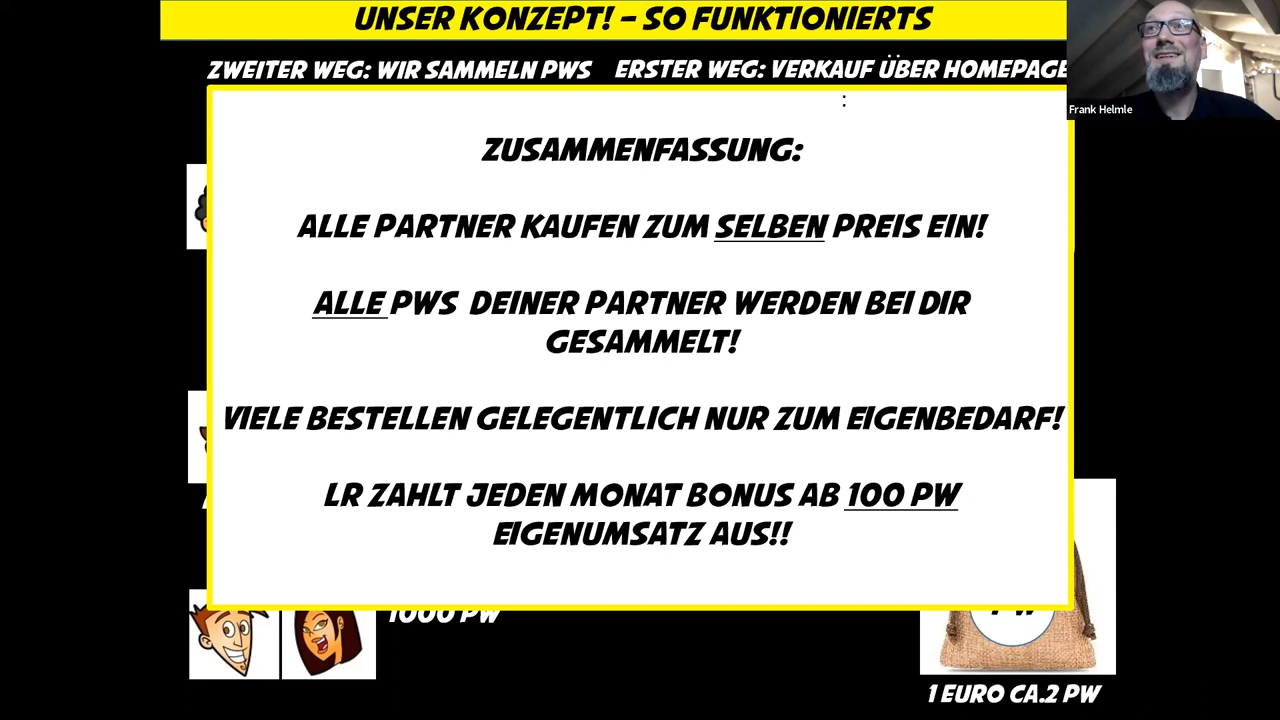 UNSER KONZEPT! – SO FUNKTIONIERTS
ZWEITER WEG: WIR SAMMELN PWS
ERSTER WEG: VERKAUF ÜBER HOMEPAGE
:
Frank Helmle
ZUSAMMENFASSUNG:
ALLE PARTNER KAUFEN ZUM SELBEN PREIS EIN!
ALLE PWS DEINER PARTNER WERDEN BEI DIR
GESAMMELT!
VIELE BESTELLEN GELEGENTLICH NUR ZUM EIGENBEDARF!
LR ZAHLT JEDEN MONAT BONUS AB 100 PW
EIGENUMSATZ AUS!!
1000 PW
PW
1 EURO CA.2 PW